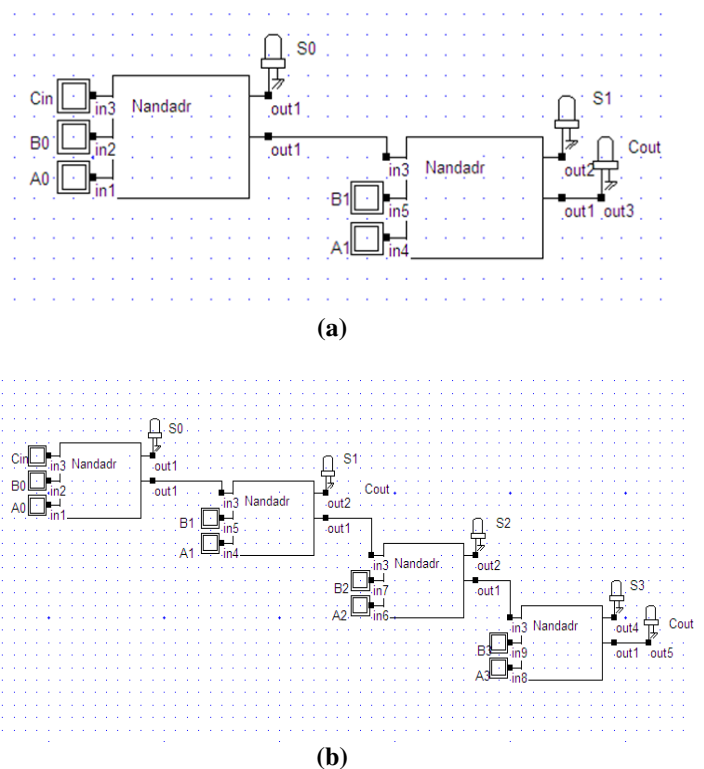 S0
Cin
in3
Nandadr
out1
B0
in2
out1
A0
in1
S1
Cout
in3
Nandadr
out2
B1
in5
out1
out3
A1
in4
(a)
S0
Cin
in3
Nandadr
out1
B0
in2
out1
A0
in1
S1
Cout
in3
Nandadr
out2
B1
in5
out1
A1
in4
S2
in3
Nandadr
out2
B2
in7
out1
A2
in6
S3
Cout
in3
Nandadr
out4
B3
in9
out1
out5
A3
in8
(b)